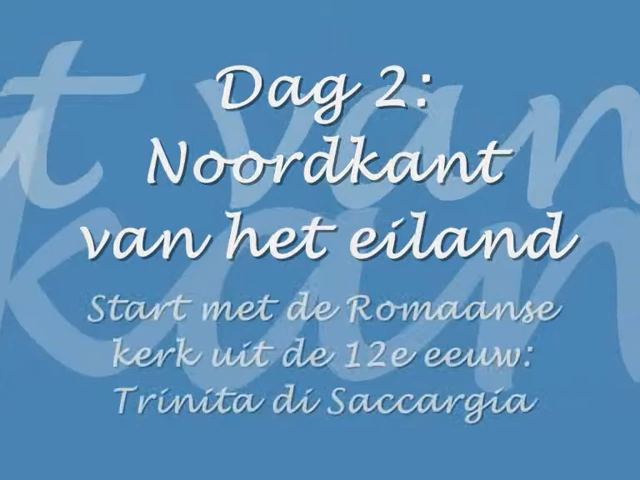 Dag 2:
Noordkant
van het eiland
Start met de Romaanse
kerk uit de 12e eeuw:
Trinita di Saccargia